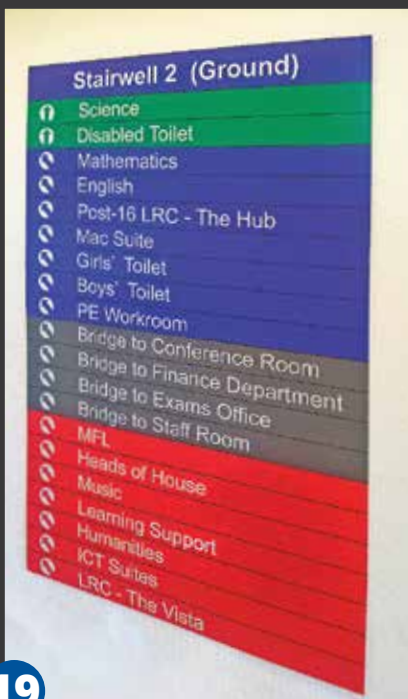 Stairwell 2 (Ground)
Science
Disabled Toilet
Mathematics
English
Post-16 LRC - The Hub
Mac Suite
Girls' Toilet
Boys' Toilet
PE Workroom
Bridge to Conference Room
Bridge to Finance Department
Bridge to Exams Office
Bridge to Staff Room
MFL
Heads of House
Music
Learning Support
Humanities
ICT Suites
LRC - The Vista
19